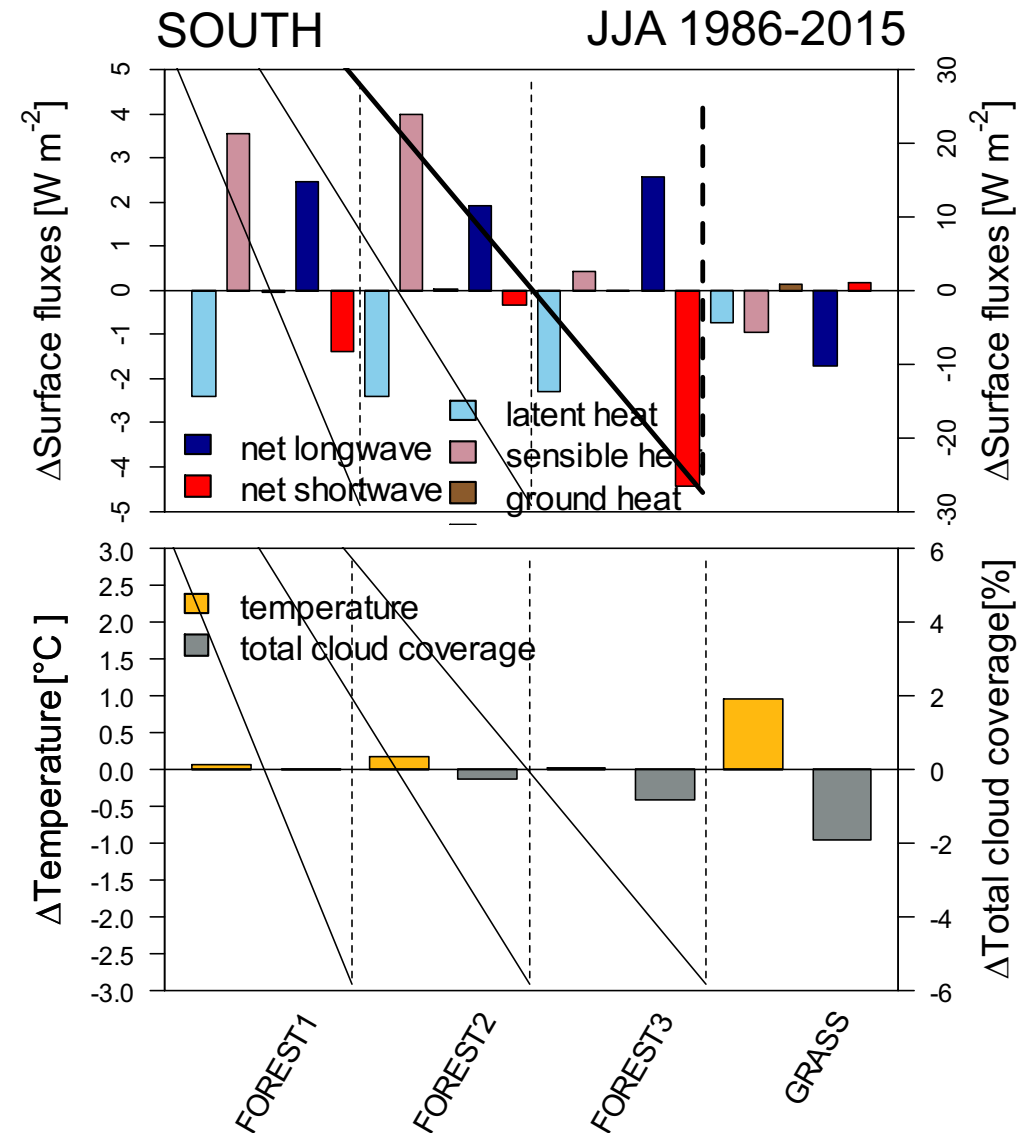 SOUTH JJA 1986-2015
ΔSurface fluxes [W m-2]
5
4
3
2
1
0
-1
-2
-3
-4
-5
net longwave
net shortwave
latent heat
sensible he
ground heat
30
20
10
0
-10
-20
-30
ΔSurface fluxes [W m-2]
ΔTemperature [°C ]
3.0
2.5
2.0
1.5
1.0
0.5
0.0
-0.5
-1.0
-1.5
-2.0
-2.5
-3.0
temperature
total cloud coverage
6
4
2
0
-2
-4
-6
ΔTotal cloud coverage[%]
FOREST1
FOREST2
FOREST3
GRASS